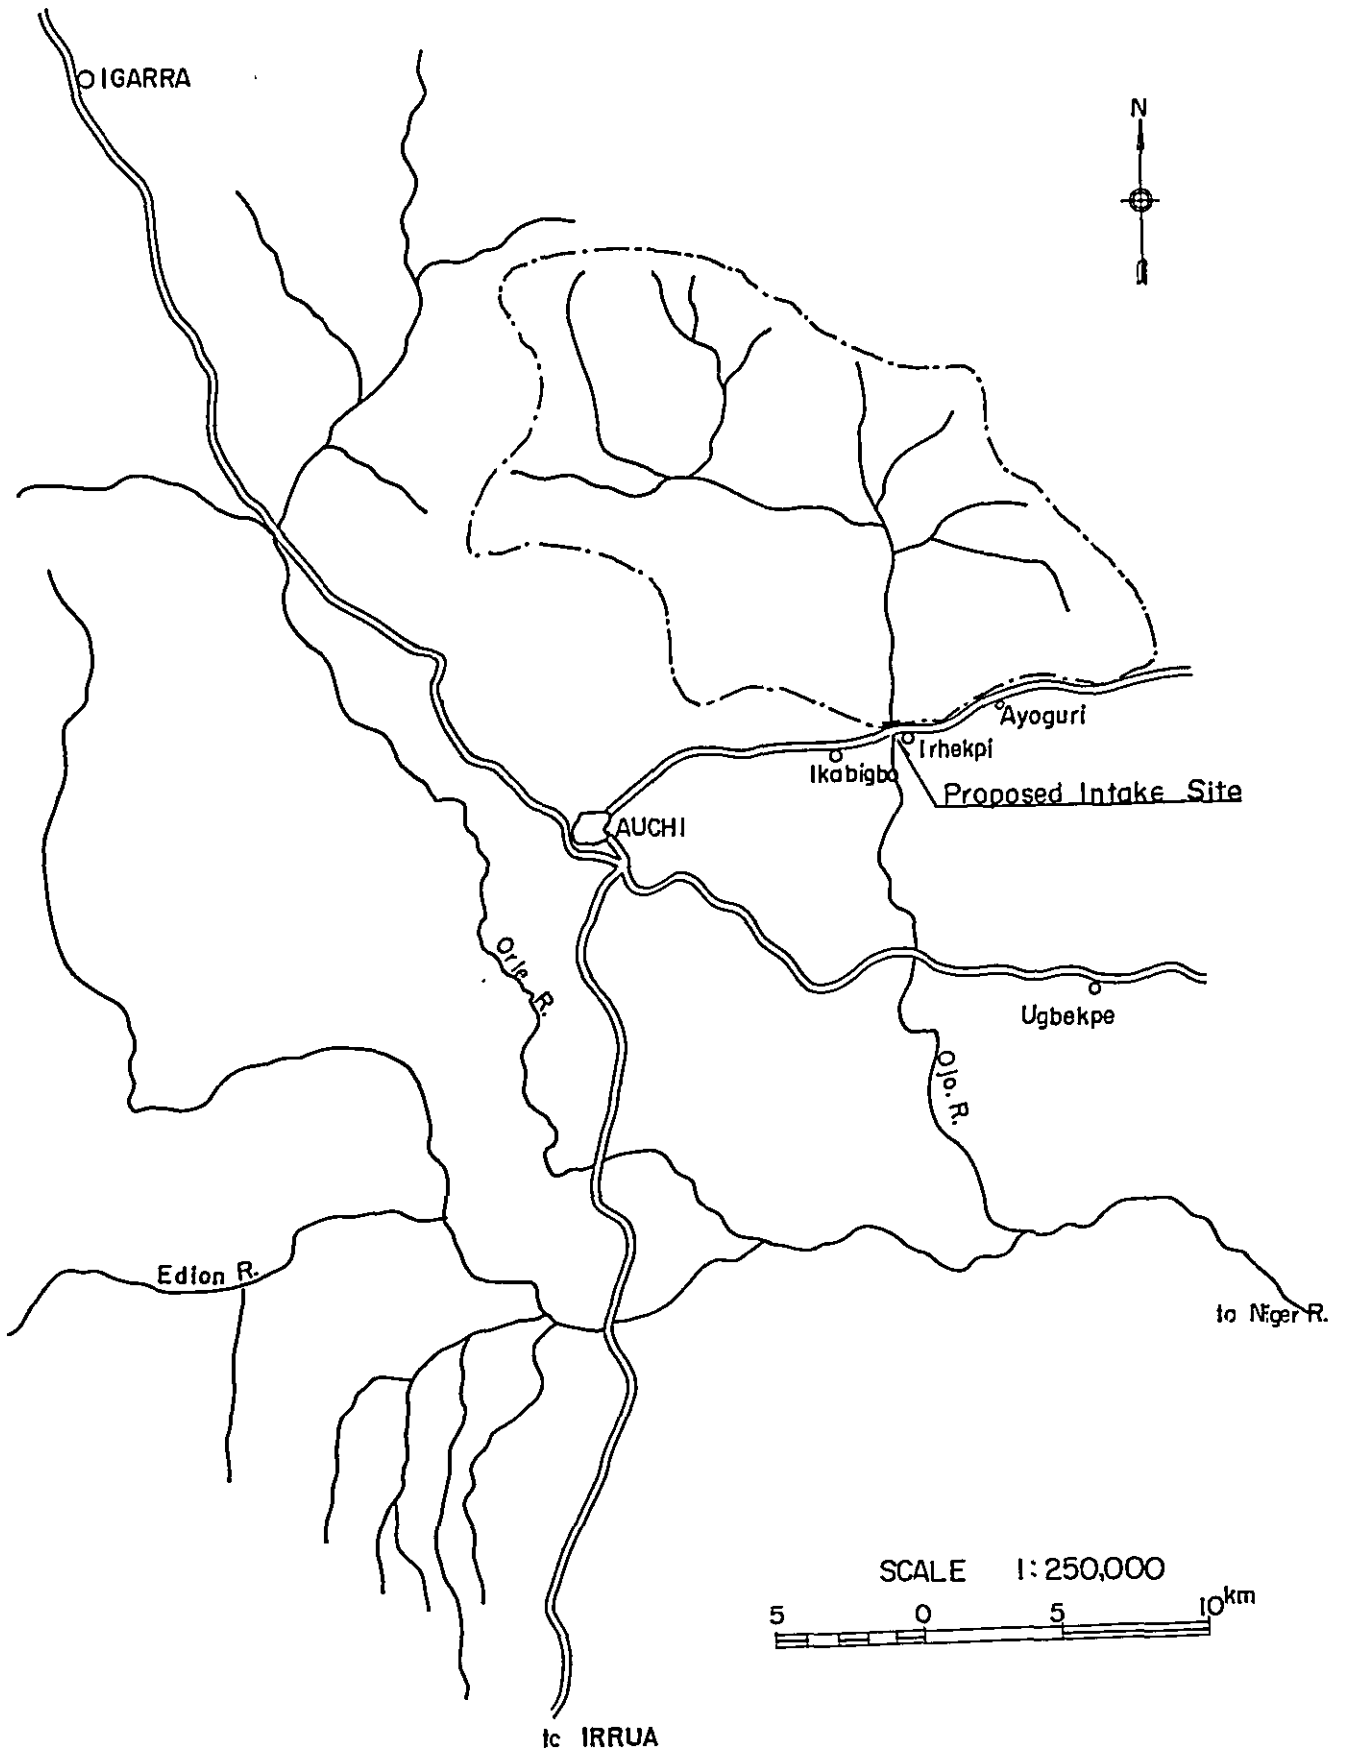 IGARRA
N
Ayoguri
Irhekpi
Ikabigbo
Proposed Intake Site
AUCHI
Orle R.
Ugbekpe
Ojo. R.
Edion R.
to Niger R.
SCALE 1:250,000
5 0 5 10km
to IRRUA